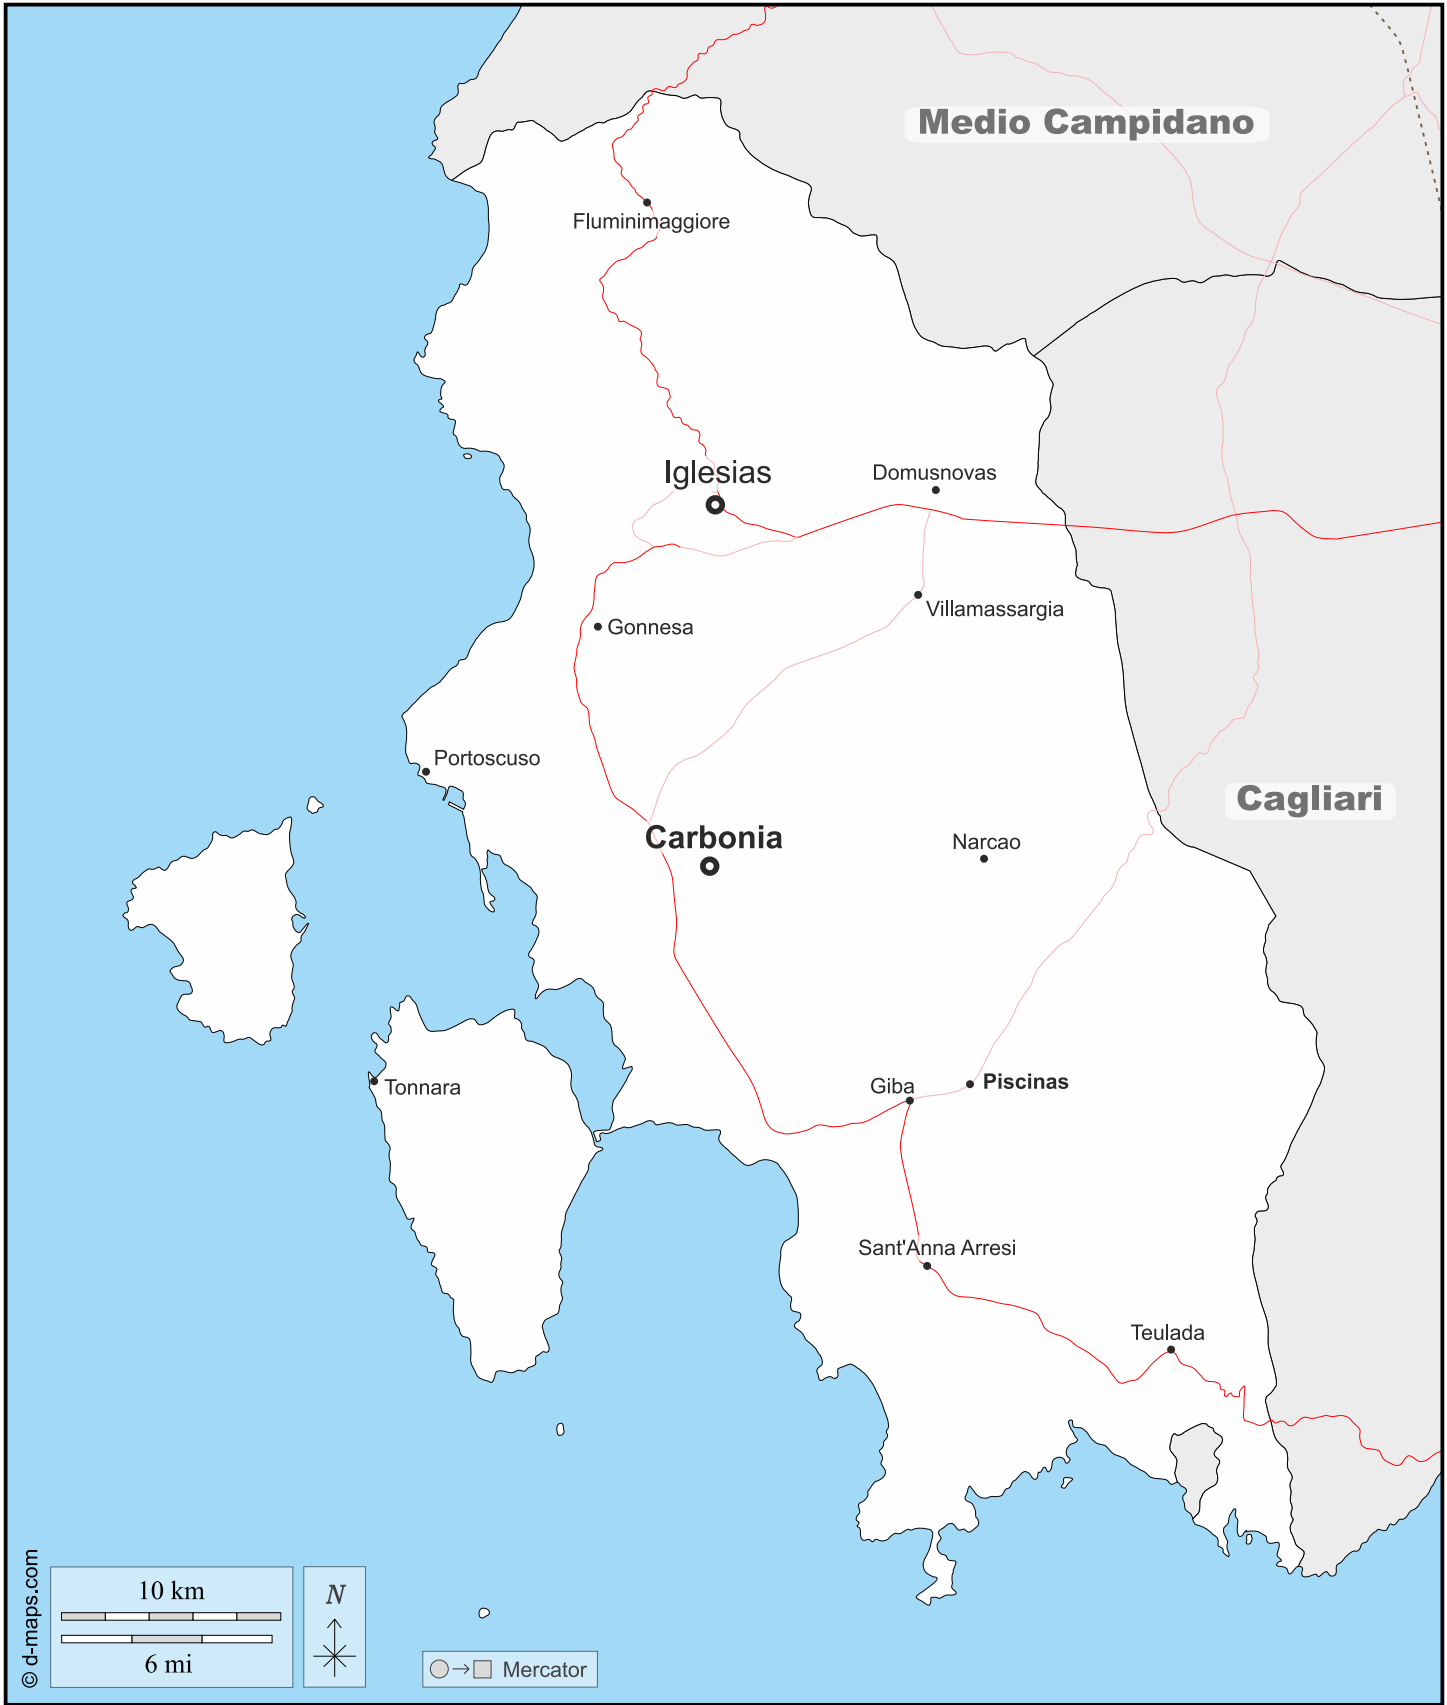 Medio Campidano
Fluminimaggiore
Iglesias
Domusnovas
Villamassargia
Gonnesa
Portoscuso
Cagliari
Carbonia
Narcao
Tonnara
Giba
Piscinas
Sant'Anna Arresi
Teulada
© d-maps.com
10 km
6 mi
N
Mercator